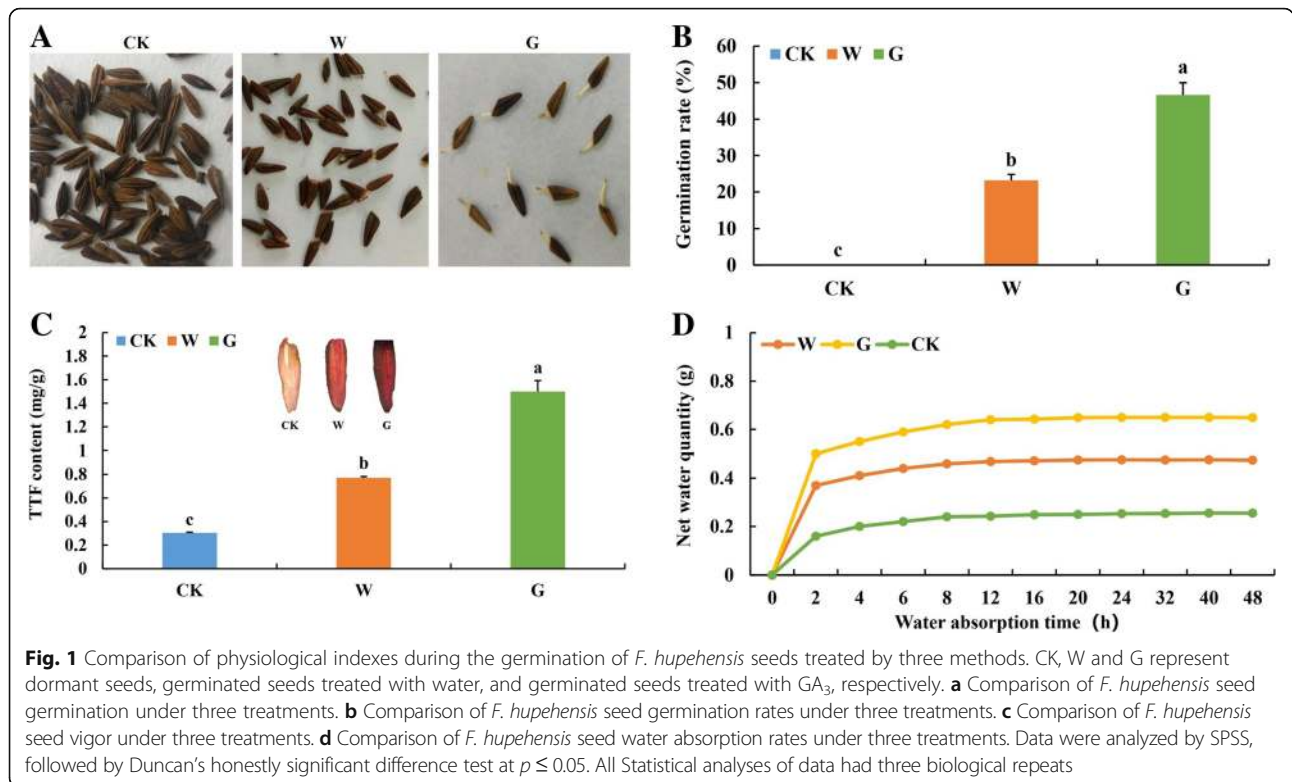 A
CK
W
G
B
CK W G
Germination rate (%)
60
50
40
30
20
10
0
c
b
a
CK
W
G
C
CK W G
TTF content (mg/g)
2
1.8
1.6
1.4
1.2
1
0.8
0.6
0.4
0.2
0
CK
W
G
c
b
a
CK
W
G
D
W G CK
Net water quantity (g)
1
0.8
0.6
0.4
0.2
0
0 2 4 6 8 12 16 20 24 32 40 48
Water absorption time (h)
Fig. 1 Comparison of physiological indexes during the germination of F. hupehensis seeds treated by three methods. CK, W and G represent
dormant seeds, germinated seeds treated with water, and germinated seeds treated with GA₃, respectively. a Comparison of F. hupehensis seed
germination under three treatments. b Comparison of F. hupehensis seed germination rates under three treatments. c Comparison of F. hupehensis
seed vigor under three treatments. d Comparison of F. hupehensis seed water absorption rates under three treatments. Data were analyzed by SPSS,
followed by Duncan's honestly significant difference test at p ≤ 0.05. All Statistical analyses of data had three biological repeats